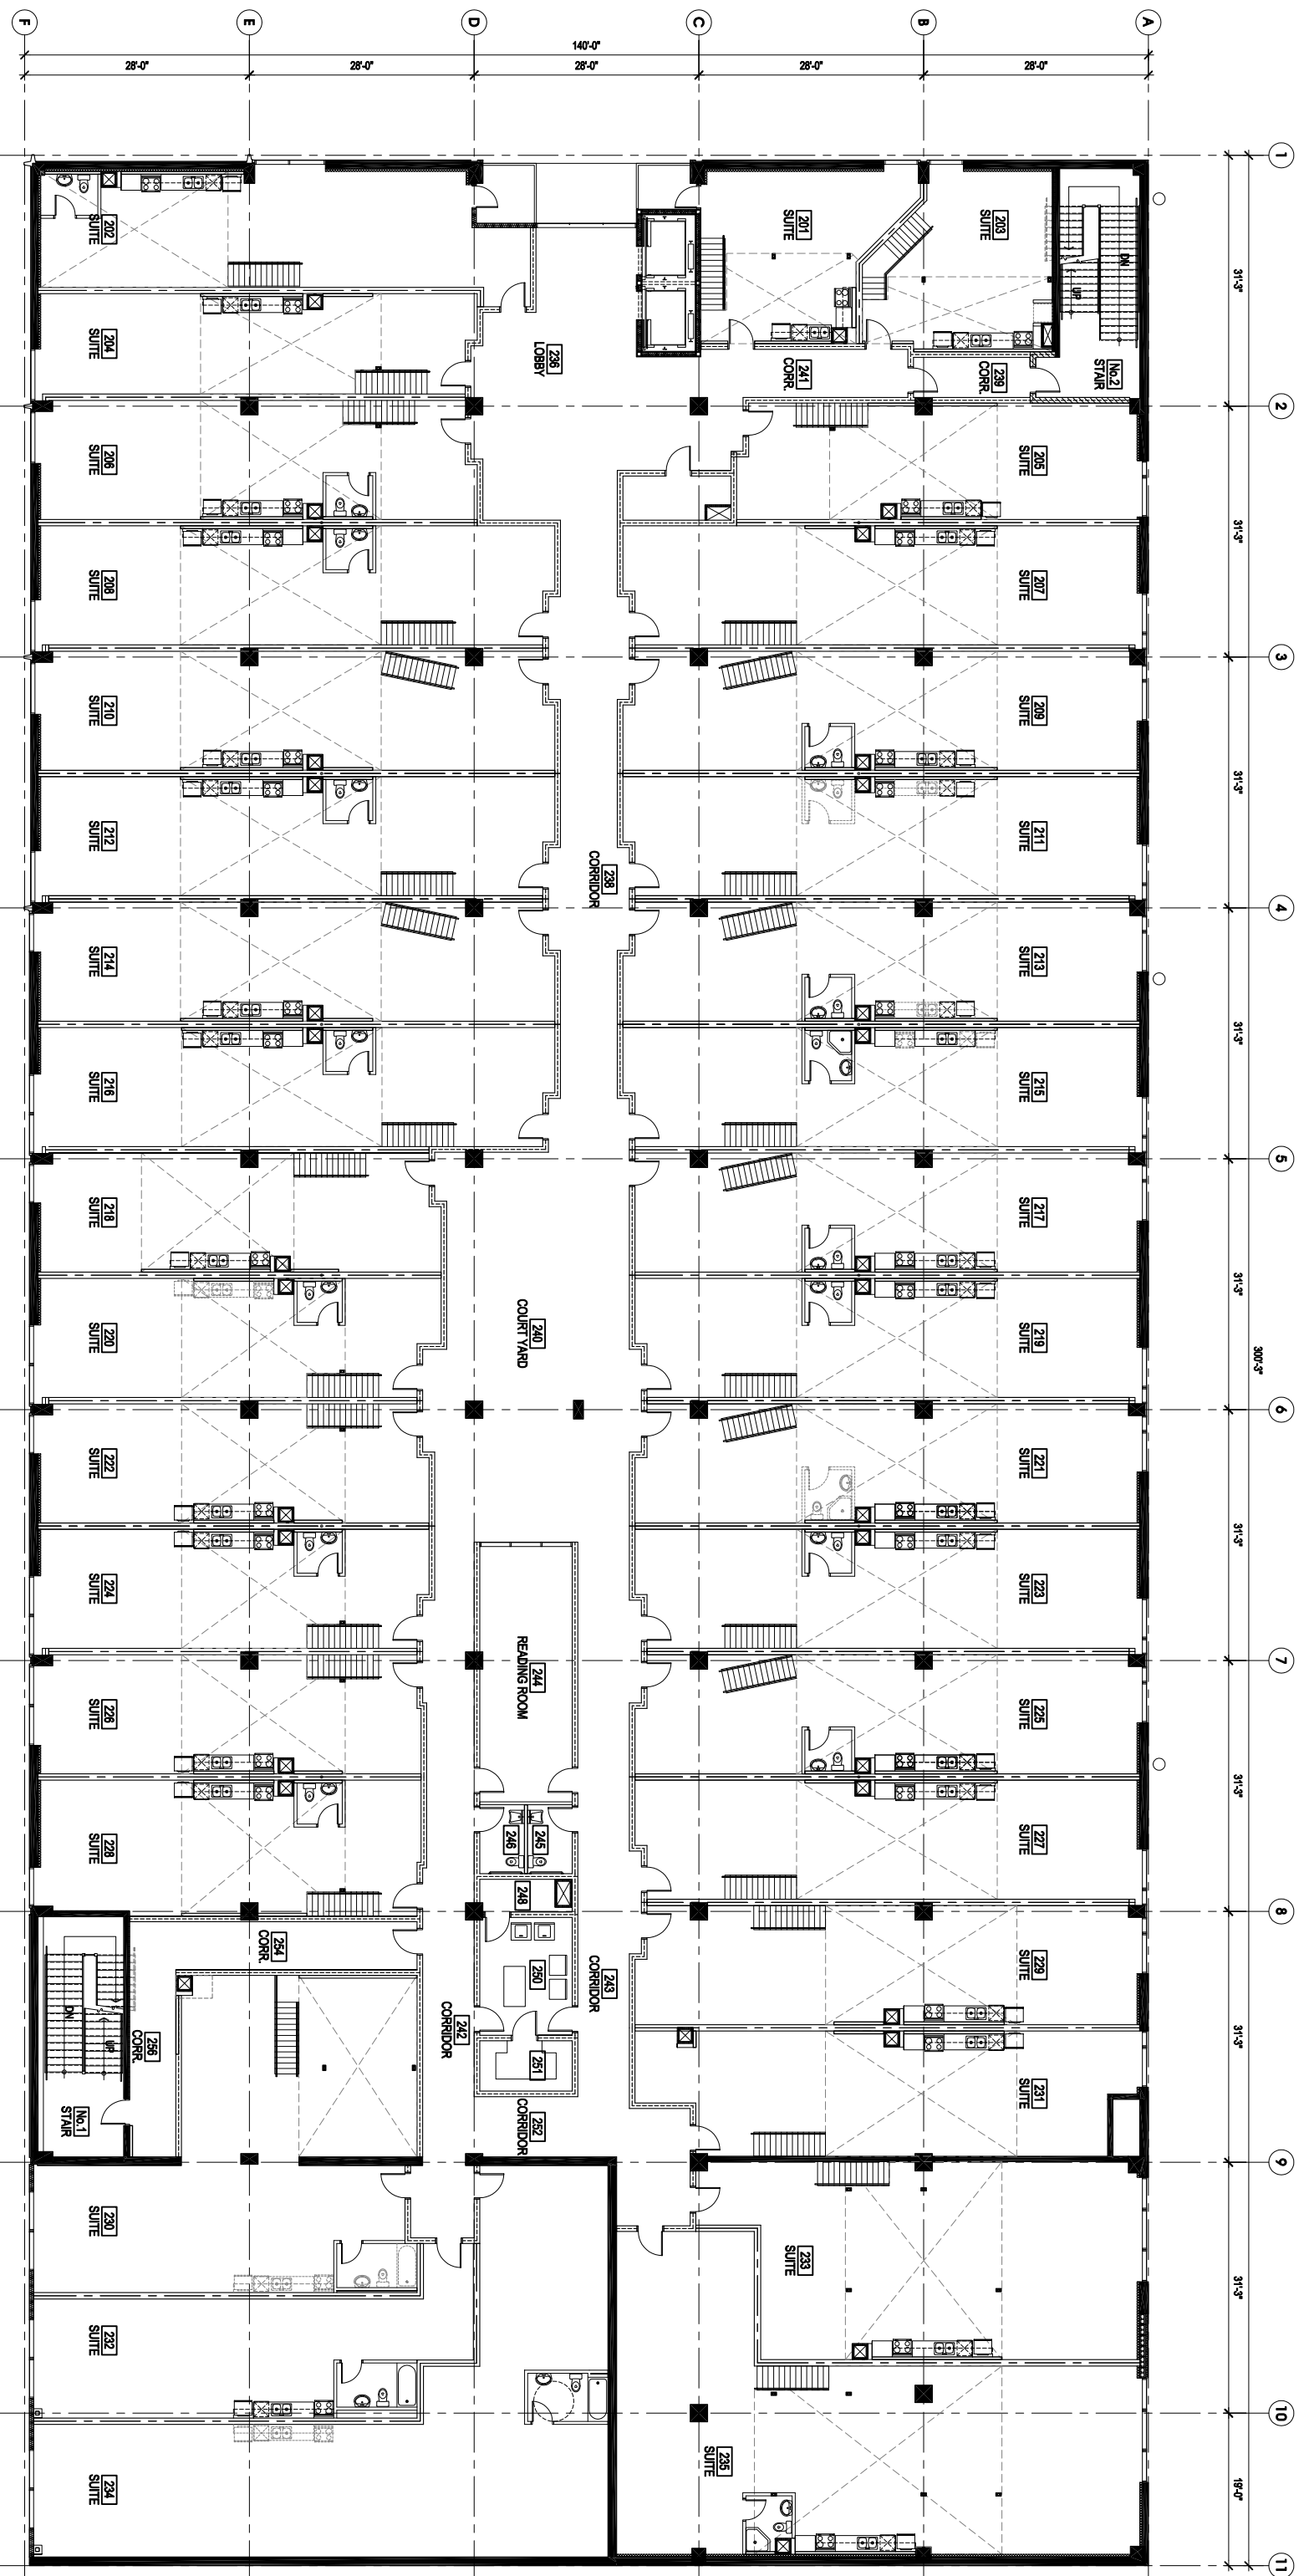 F
E
D
C
B
A
140'-0"
28'-0"
28'-0"
28'-0"
28'-0"
28'-0"
1
2
3
4
5
6
7
8
9
10
11
300'-3"
31'-3"
31'-3"
31'-3"
31'-3"
31'-3"
31'-3"
31'-3"
31'-3"
31'-3"
19'-0"
202
SUITE
201
SUITE
203
SUITE
DN
UP
No.2
STAIR
204
SUITE
236
LOBBY
241
CORR.
239
CORR.
206
SUITE
205
SUITE
208
SUITE
207
SUITE
210
SUITE
209
SUITE
212
SUITE
211
SUITE
238
CORRIDOR
214
SUITE
213
SUITE
216
SUITE
215
SUITE
218
SUITE
217
SUITE
220
SUITE
219
SUITE
240
COURT YARD
222
SUITE
221
SUITE
224
SUITE
223
SUITE
244
READING ROOM
226
SUITE
225
SUITE
228
SUITE
227
SUITE
246
245
248
254
CORR.
250
243
CORRIDOR
229
SUITE
DN
UP
256
CORR.
242
CORRIDOR
251
231
SUITE
No.1
STAIR
252
CORRIDOR
230
SUITE
233
SUITE
232
SUITE
234
SUITE
235
SUITE